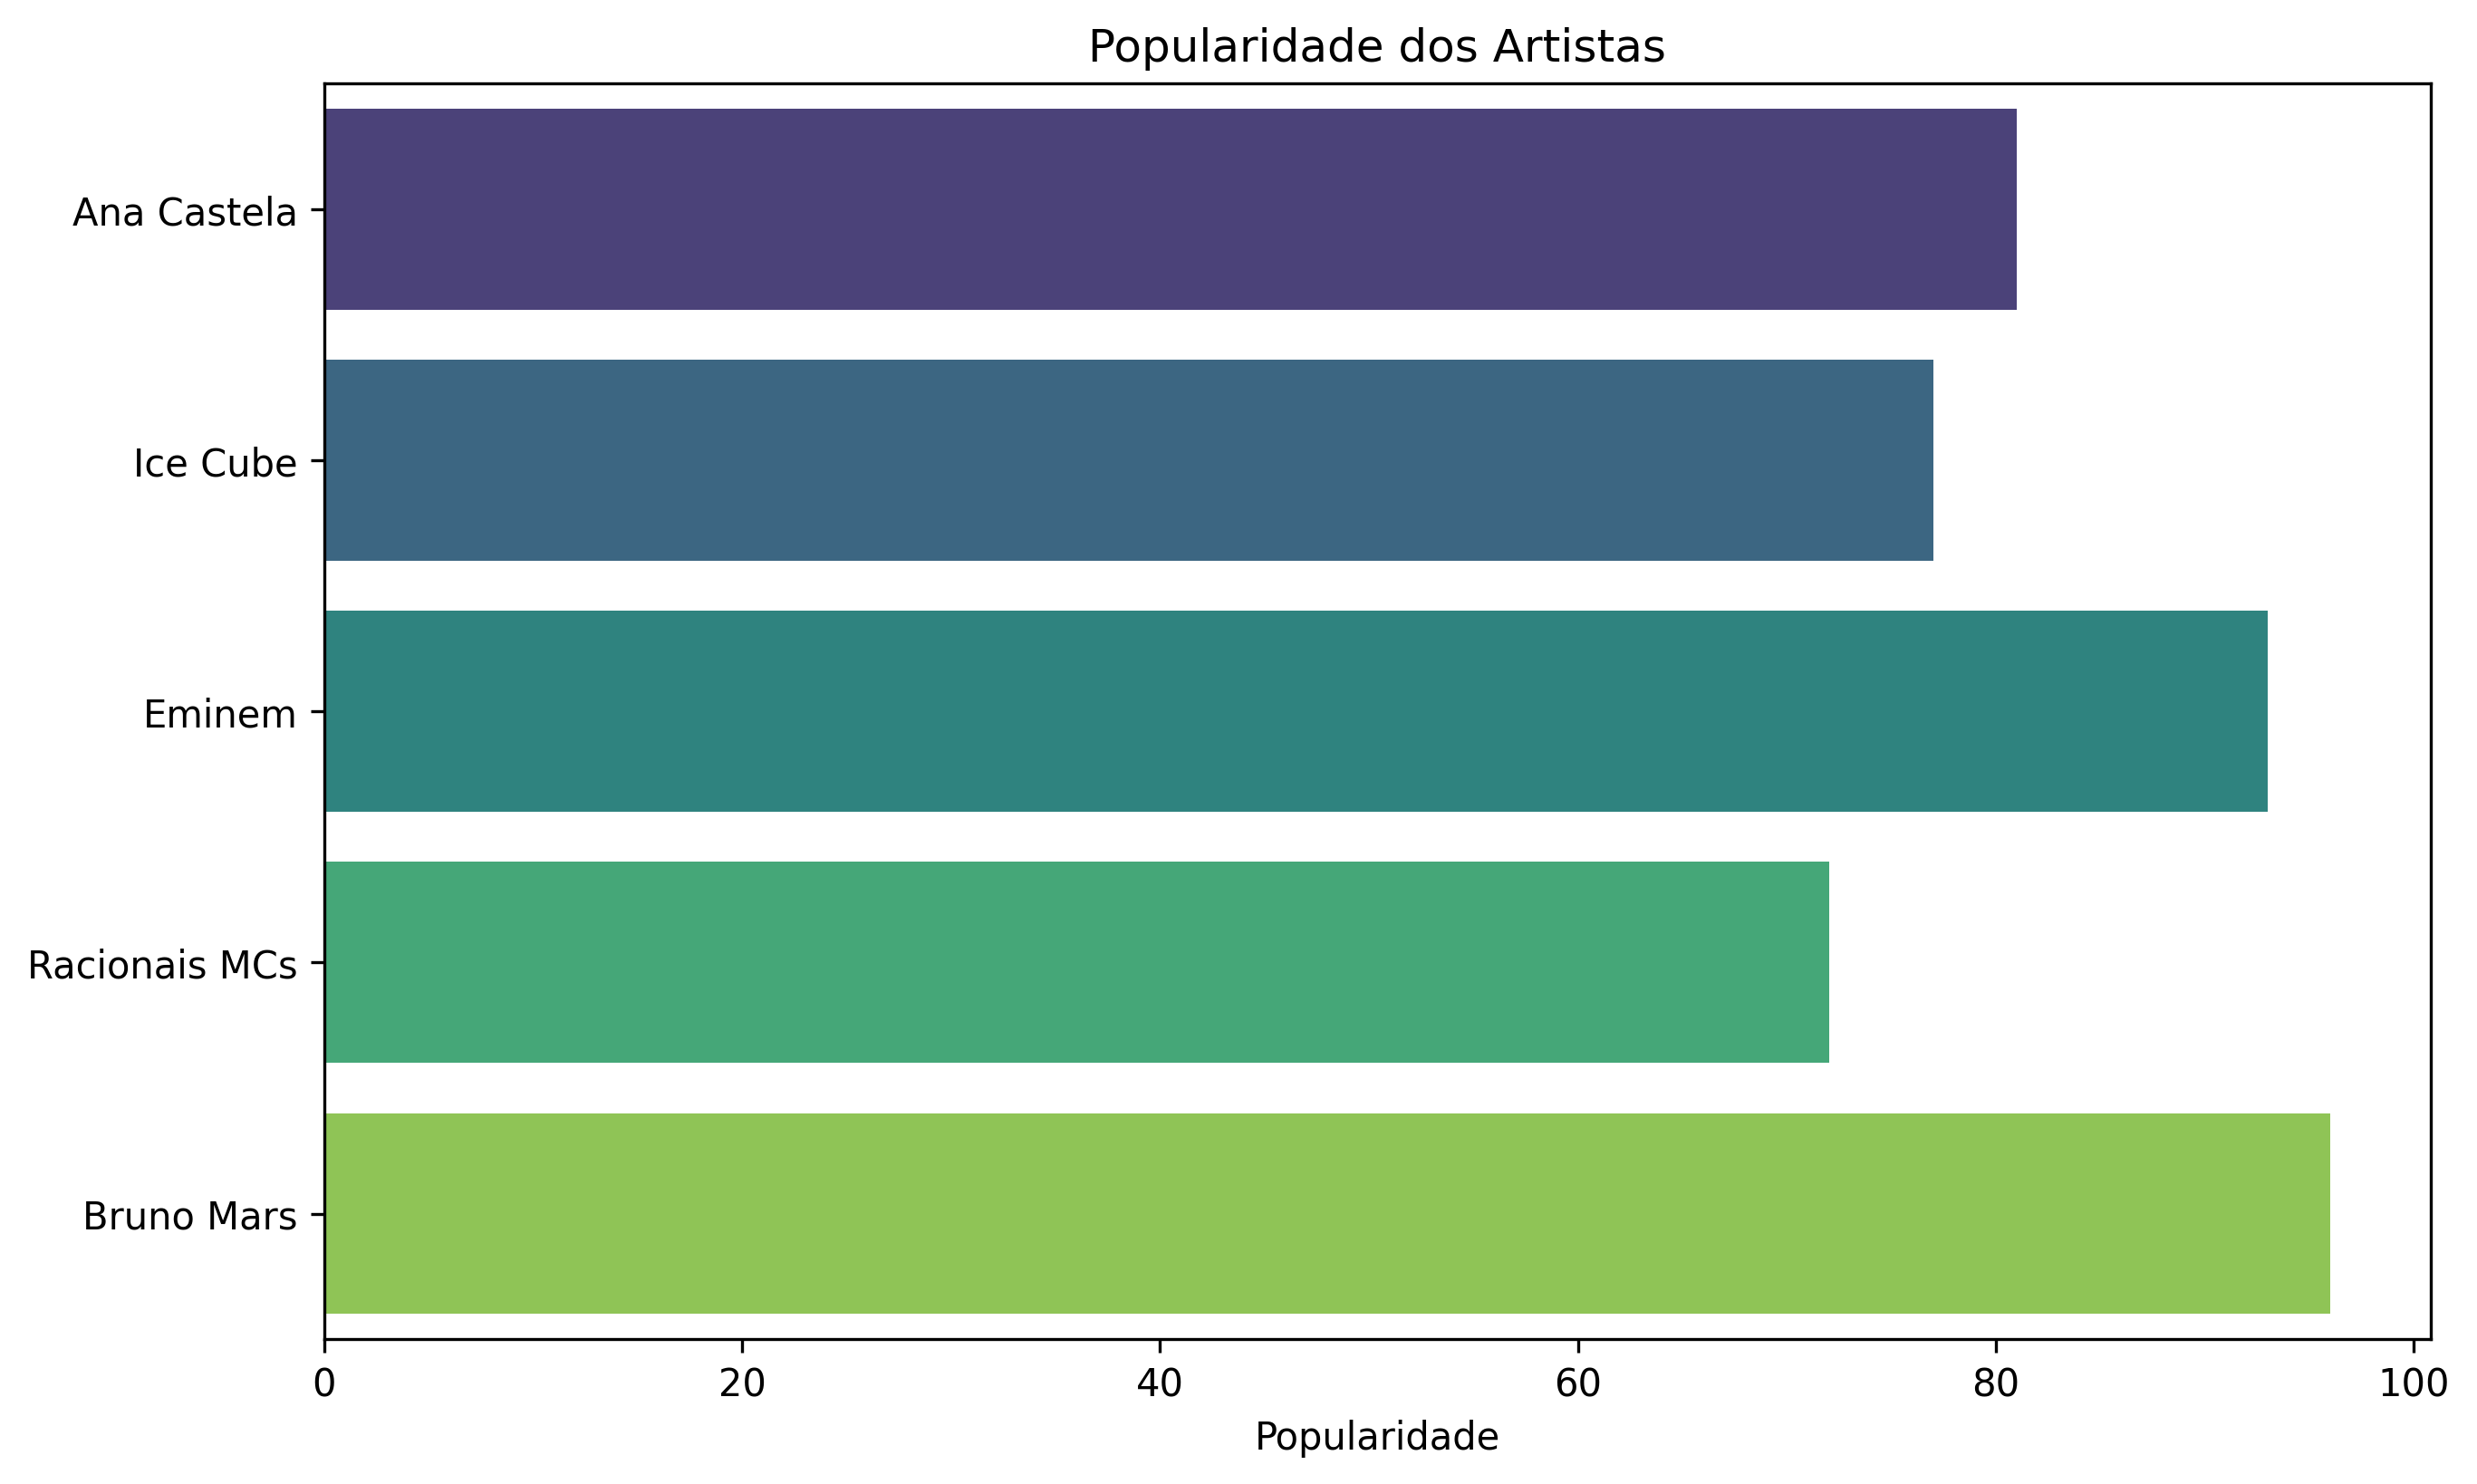 Popularidade dos Artistas
Ana Castela
Ice Cube
Eminem
Racionais MCs
Bruno Mars
0 20 40 60 80 100
Popularidade